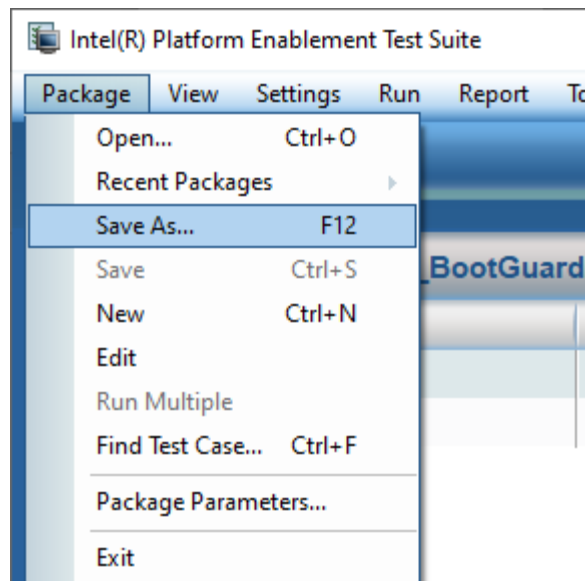 Intel(R) Platform Enablement Test Suite
Package View Settings Run Report
Open... Ctrl+O
Recent Packages
Save As... F12
_BootGuard
Save Ctrl+S
New Ctrl+N
Edit
Run Multiple
Find Test Case... Ctrl+F
Package Parameters...
Exit